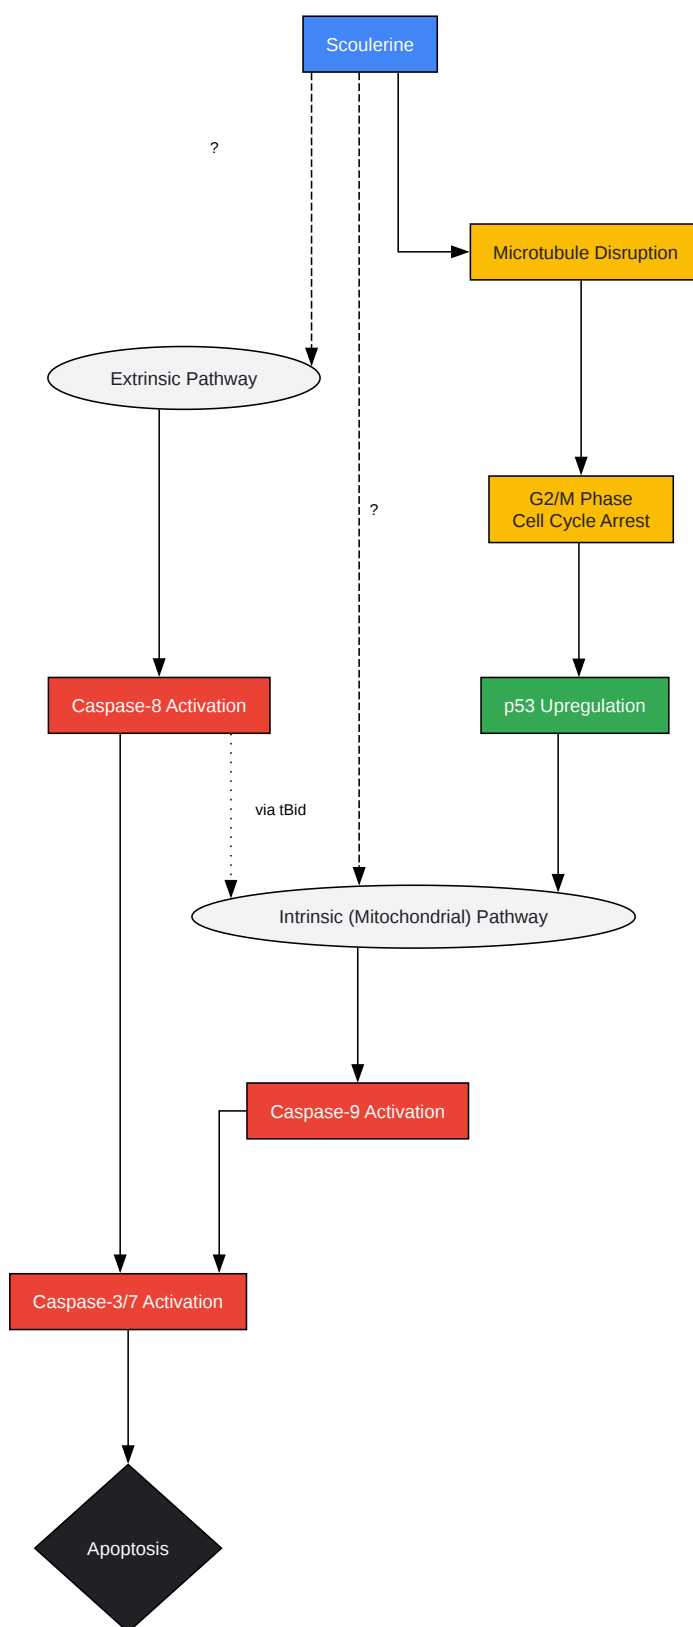 Scoulerine
?
Microtubule Disruption
Extrinsic Pathway
G2/M Phase
Cell Cycle Arrest
?
Caspase-8 Activation
p53 Upregulation
via tBid
Intrinsic (Mitochondrial) Pathway
Caspase-9 Activation
Caspase-3/7 Activation
Apoptosis